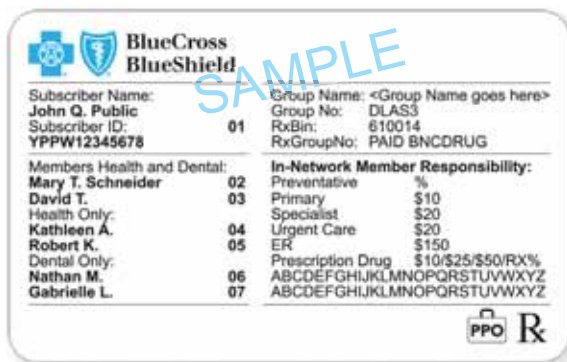 BlueCross
BlueShield
SAMPLE
Subscriber Name:
John Q. Public
Subscriber ID: 01
YPPW12345678
Members Health and Dental:
Mary T. Schneider 02
David T. 03
Health Only:
Kathleen A. 04
Robert K. 05
Dental Only:
Nathan M. 06
Gabrielle L. 07
Group Name: <Group Name goes here>
Group No: DLAS3
RxBin: 610014
RxGroupNo: PAID BNCDRUG
In-Network Member Responsibility:
Preventative %
Primary $10
Specialist $20
Urgent Care $20
ER $150
Prescription Drug $10/$25/$50/RX%
ABCDEFGHIJKLMNOPQRSTUVWXYZ
ABCDEFGHIJKLMNOPQRSTUVWXYZ
PPO Rx